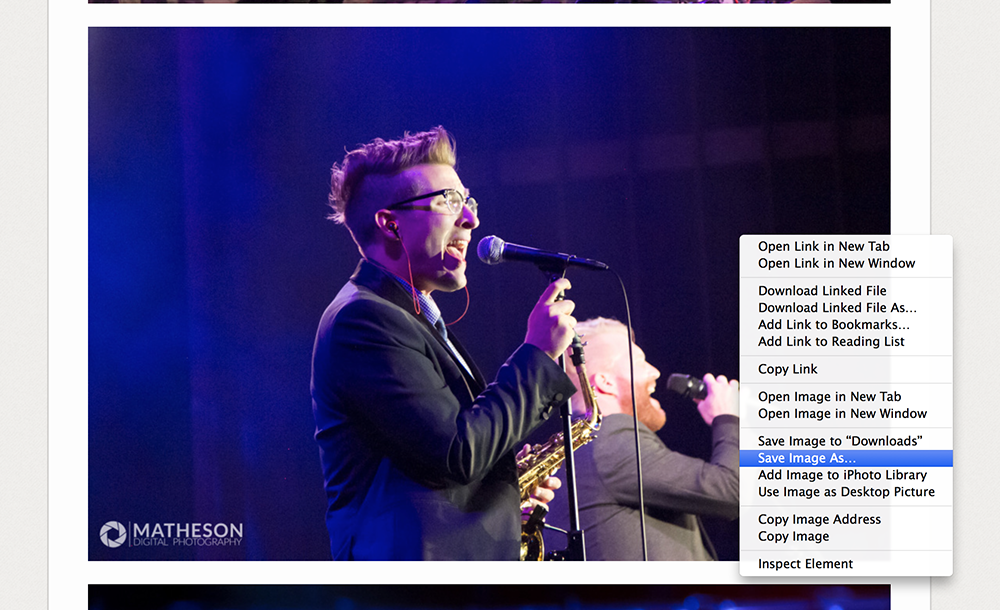 Open Link in New Tab
Open Link in New Window
Download Linked File
Download Linked File As...
Add Link to Bookmarks...
Add Link to Reading List
Copy Link
Open Image in New Tab
Open Image in New Window
Save Image to “Downloads”
Save Image As...
Add Image to iPhoto Library
Use Image as Desktop Picture
Copy Image Address
Copy Image
Inspect Element
MATHESON
DIGITAL PHOTOGRAPHY